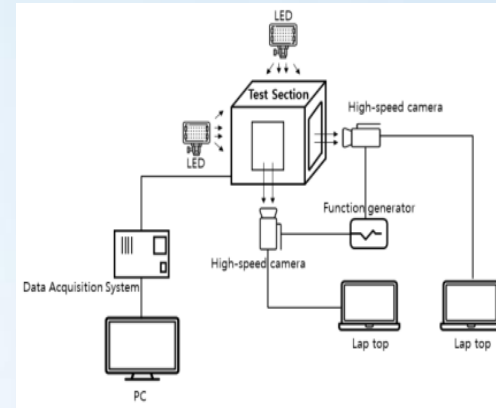 LED
Test Section
High-speed camera
LED
Function generator
High-speed camera
Data Acquisition System
Lap top
Lap top
PC